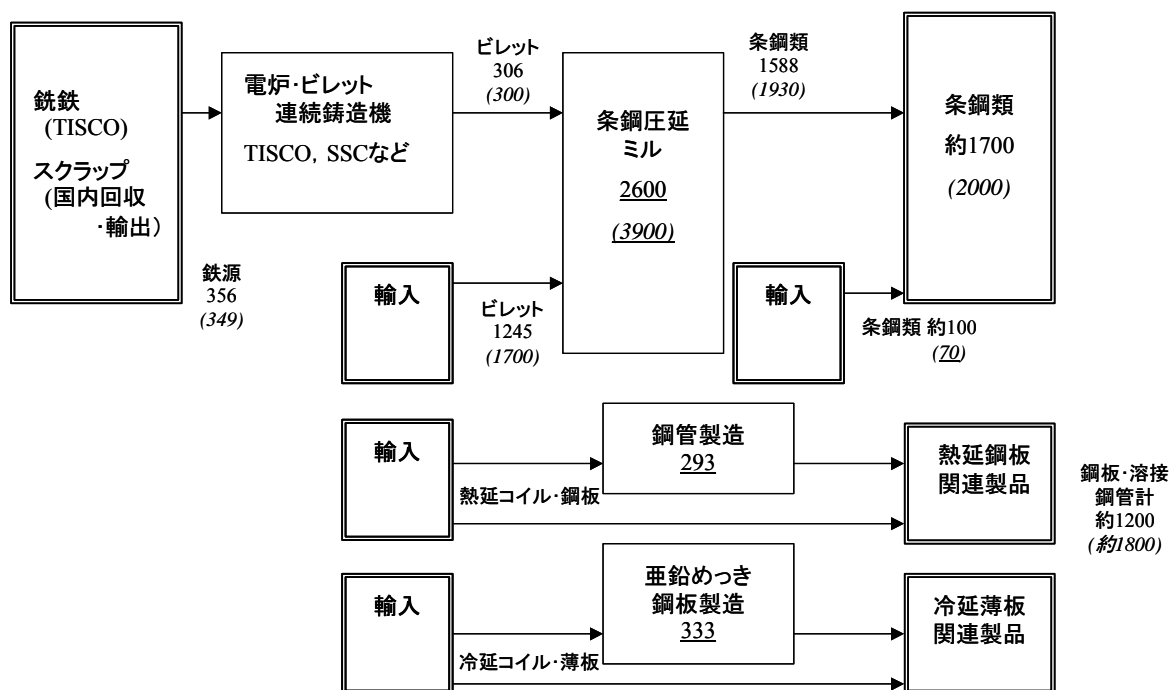 銑鉄
(TISCO)
スクラップ
(国内回収
・輸出)
鉄源
356
(349)
電炉・ビレット
連続鋳造機
TISCO, SSCなど
ビレット
306
(300)
輸入
ビレット
1245
(1700)
条鋼圧延
ミル
2600
(3900)
条鋼類
1588
(1930)
輸入
条鋼類 約100
(70)
条鋼類
約1700
(2000)
輸入
熱延コイル・鋼板
鋼管製造
293
熱延鋼板
関連製品
鋼板・溶接
鋼管計
約1200
(約1800)
輸入
冷延コイル・薄板
亜鉛めっき
鋼板製造
333
冷延薄板
関連製品